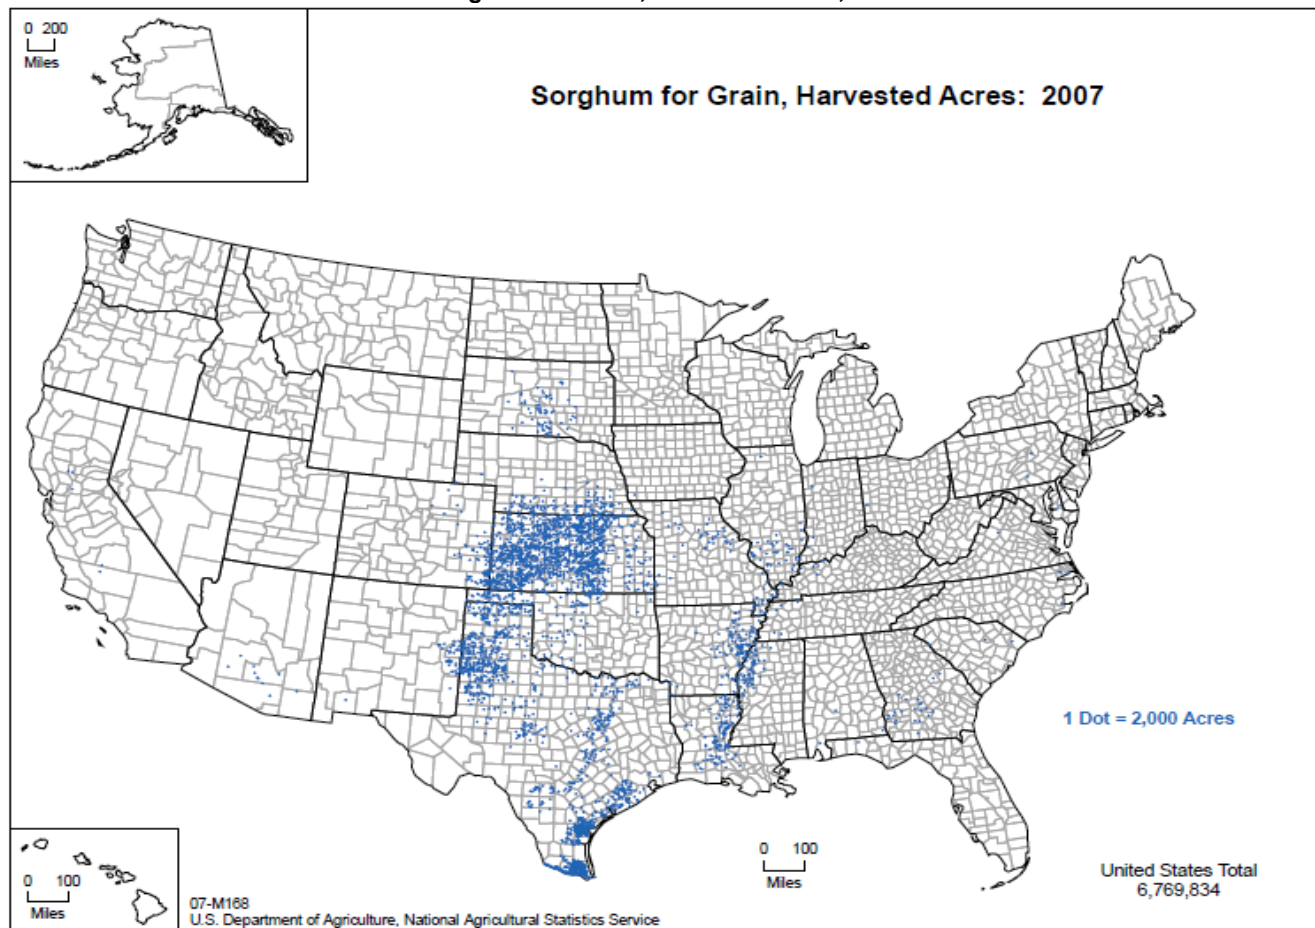 0 200
Miles
Sorghum for Grain, Harvested Acres: 2007
1 Dot = 2,000 Acres
0 100
Miles
0 100
Miles
United States Total
6,769,834
07-M168
U.S. Department of Agriculture, National Agricultural Statistics Service